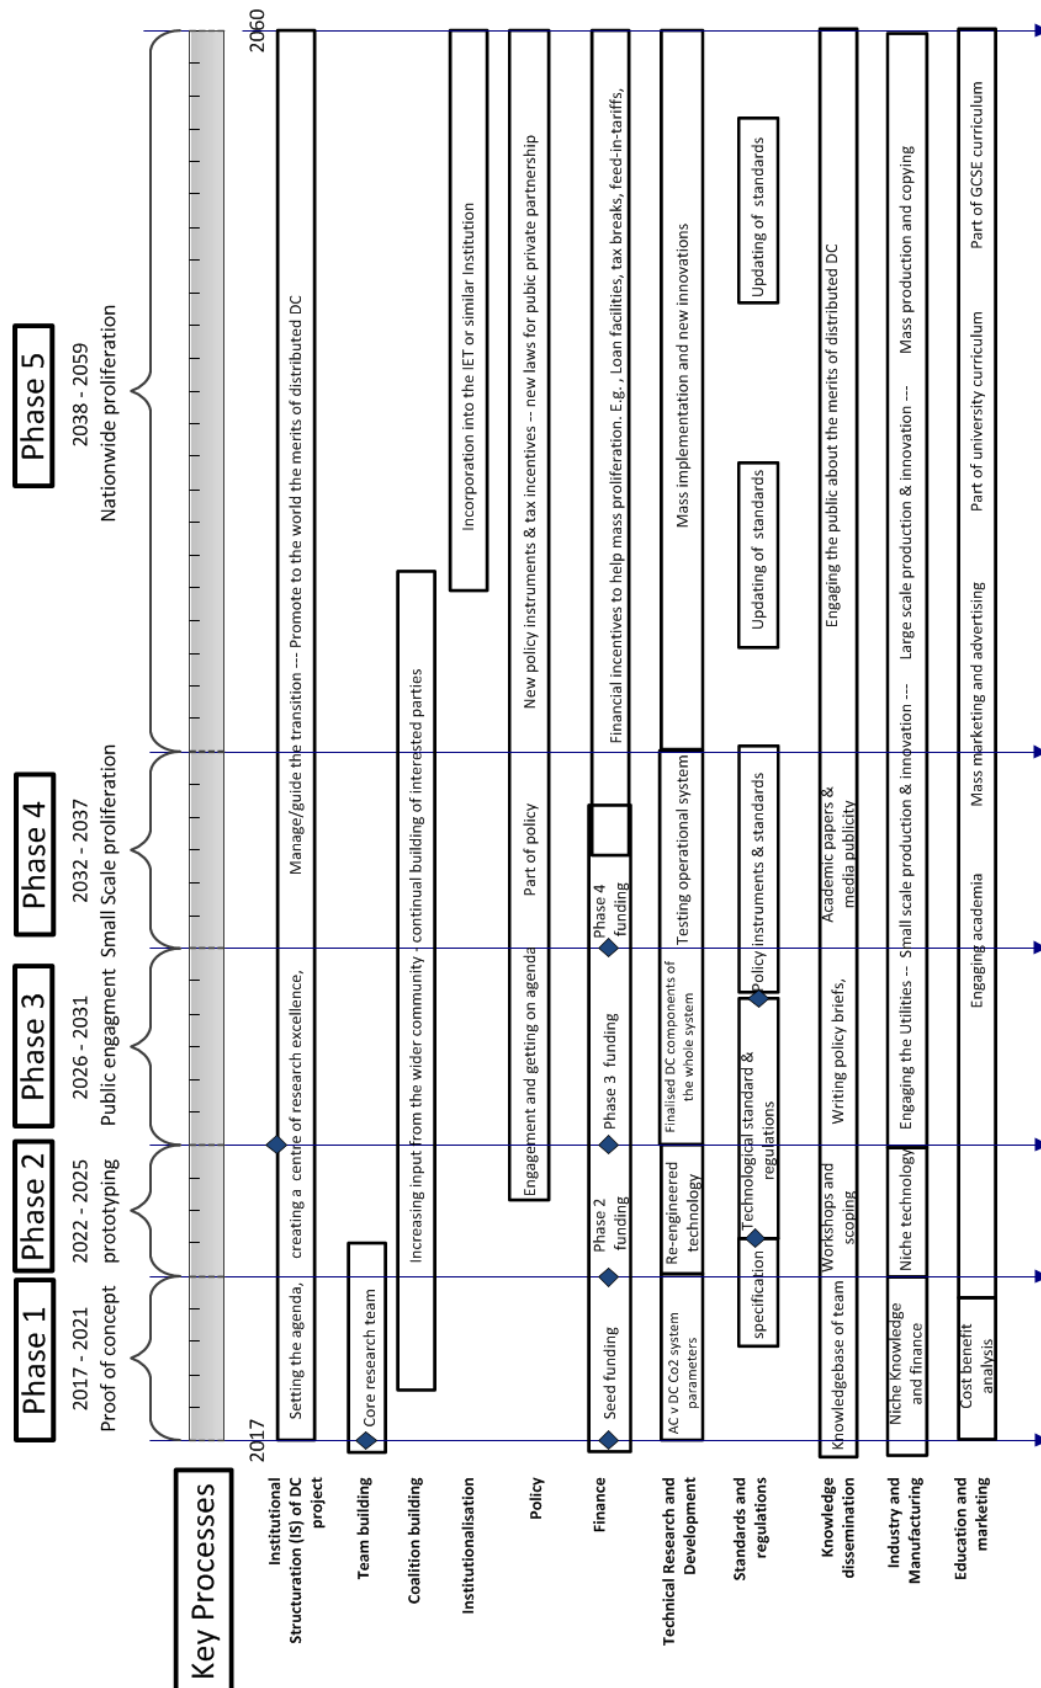 Phase 1
Phase 2
Phase 3
Phase 4
Phase 5
2017 - 2021
Proof of concept
2022 - 2025
prototyping
2026 - 2031
Public engagment
2032 - 2037
Small Scale proliferation
2038 - 2059
Nationwide proliferation
Key Processes
2017
2060
Institutional
Structuration (IS) of DC
project
Setting the agenda,
creating a centre of research excellence,
Manage/guide the transition --- Promote to the world the merits of distributed DC
Team building
Core research team
Coalition building
Increasing input from the wider community - continual building of interested parties
Institutionalisation
Incorporation into the IET or similar Institution
Policy
Engagement and getting on agenda
Part of policy
New policy instruments & tax incentives -- new laws for pubic private partnership
Finance
Seed funding
Phase 2
funding
Phase 3 funding
Phase 4
funding
Financial incentives to help mass proliferation. E.g. , Loan facilities, tax breaks, feed-in-tariffs,
Technical Research and
Development
AC v DC Co2 system
parameters
Re-engineered
technology
Finalised DC components of
the whole system
Testing operational system
Mass implementation and new innovations
Standards and
regulations
specification
Technological standard &
regulations
Policy instruments & standards
Updating of standards
Updating of standards
Knowledge
dissemination
Knowledgebase of team
Workshops and
scoping
Writing policy briefs,
Academic papers &
media publicity
Engaging the public about the merits of distributed DC
Industry and
Manufacturing
Niche Knowledge
and finance
Niche technology
Engaging the Utilities -- Small scale production & innovation --- Large scale production & innovation --- Mass production and copying
Education and
marketing
Cost benefit
analysis
Engaging academia
Mass marketing and advertising
Part of university curriculum
Part of GCSE curriculum